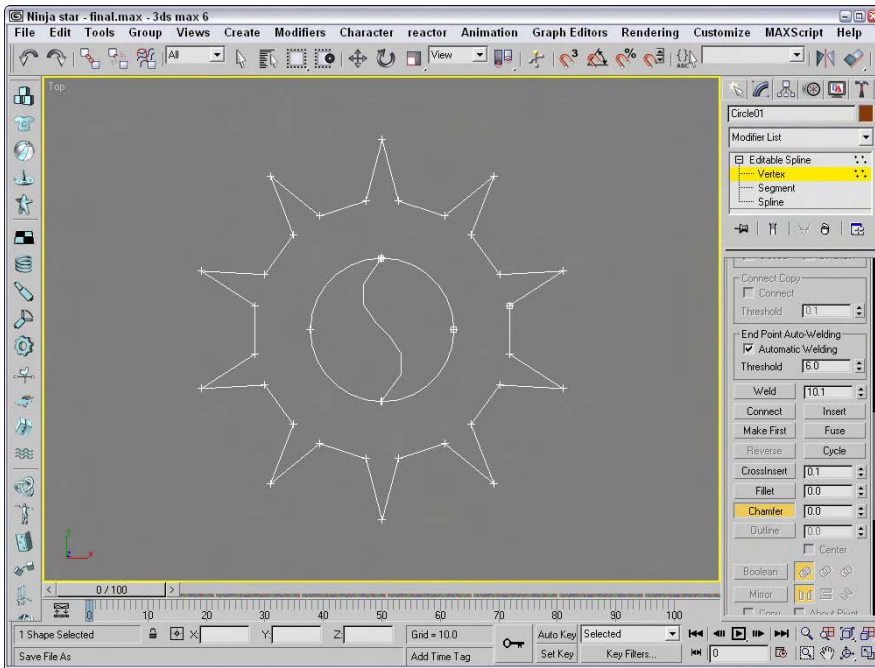 Ninja star - final.max - 3ds max 6
File Edit Tools Group Views Create Modifiers Character reactor Animation Graph Editors Rendering Customize MAXScript Help
All
View
Top
Circle01
Modifier List
Editable Spline
Vertex
Segment
Spline
Connect Copy
Connect
Threshold 0.1
End Point Auto-Welding
Automatic Welding
Threshold 6.0
Weld 10.1
Connect Insert
Make First Fuse
Reverse Cycle
CrossInsert 0.1
Fillet 0.0
Chamfer 0.0
Outline 0.0
Center
Boolean
Mirror
Copy About Pivot
y
z x
0 / 100
0 10 20 30 40 50 60 70 80 90 100
1 Shape Selected X: Y: Z: Grid = 10.0 Auto Key Selected
Save File As Add Time Tag Set Key Key Filters... 0